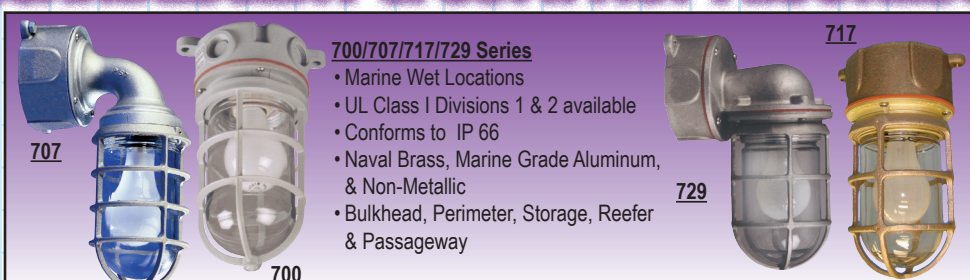 717
700/707/717/729 Series
• Marine Wet Locations
• UL Class I Divisions 1 & 2 available
• Conforms to IP 66
• Naval Brass, Marine Grade Aluminum,
& Non-Metallic
• Bulkhead, Perimeter, Storage, Reefer
& Passageway
707
729
700